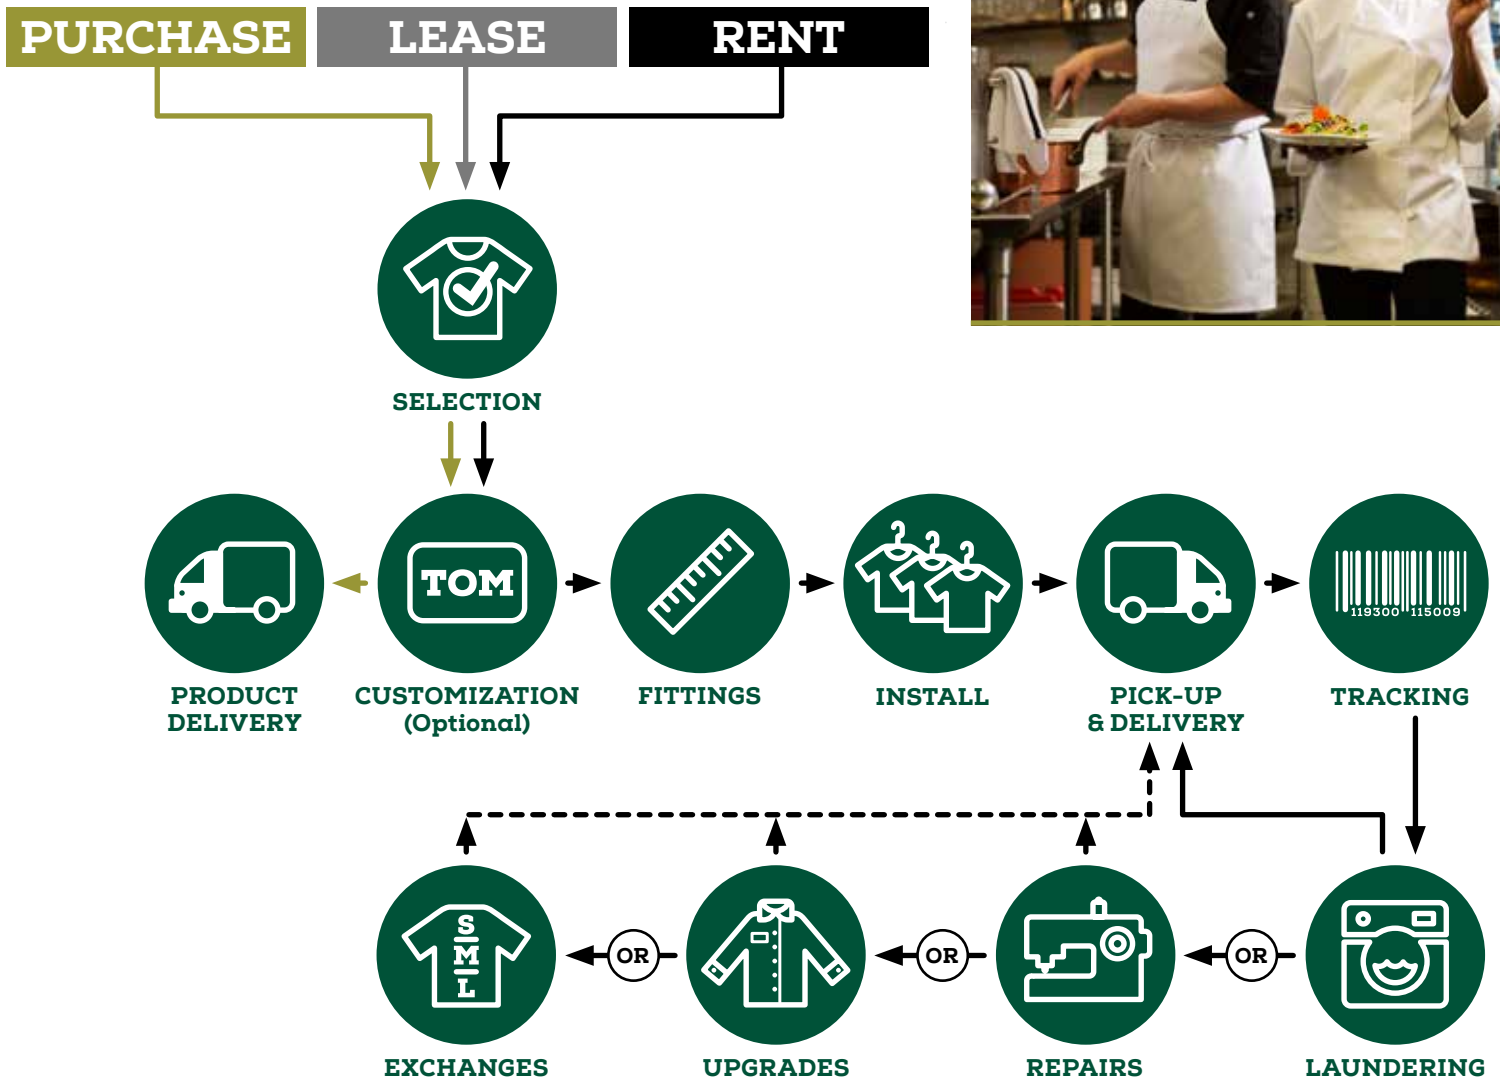 PURCHASE
LEASE
RENT
SELECTION
TOM
119300 115009
PRODUCT
DELIVERY
CUSTOMIZATION
(Optional)
FITTINGS
INSTALL
PICK-UP
& DELIVERY
TRACKING
S
M
L
OR
OR
OR
EXCHANGES
UPGRADES
REPAIRS
LAUNDERING